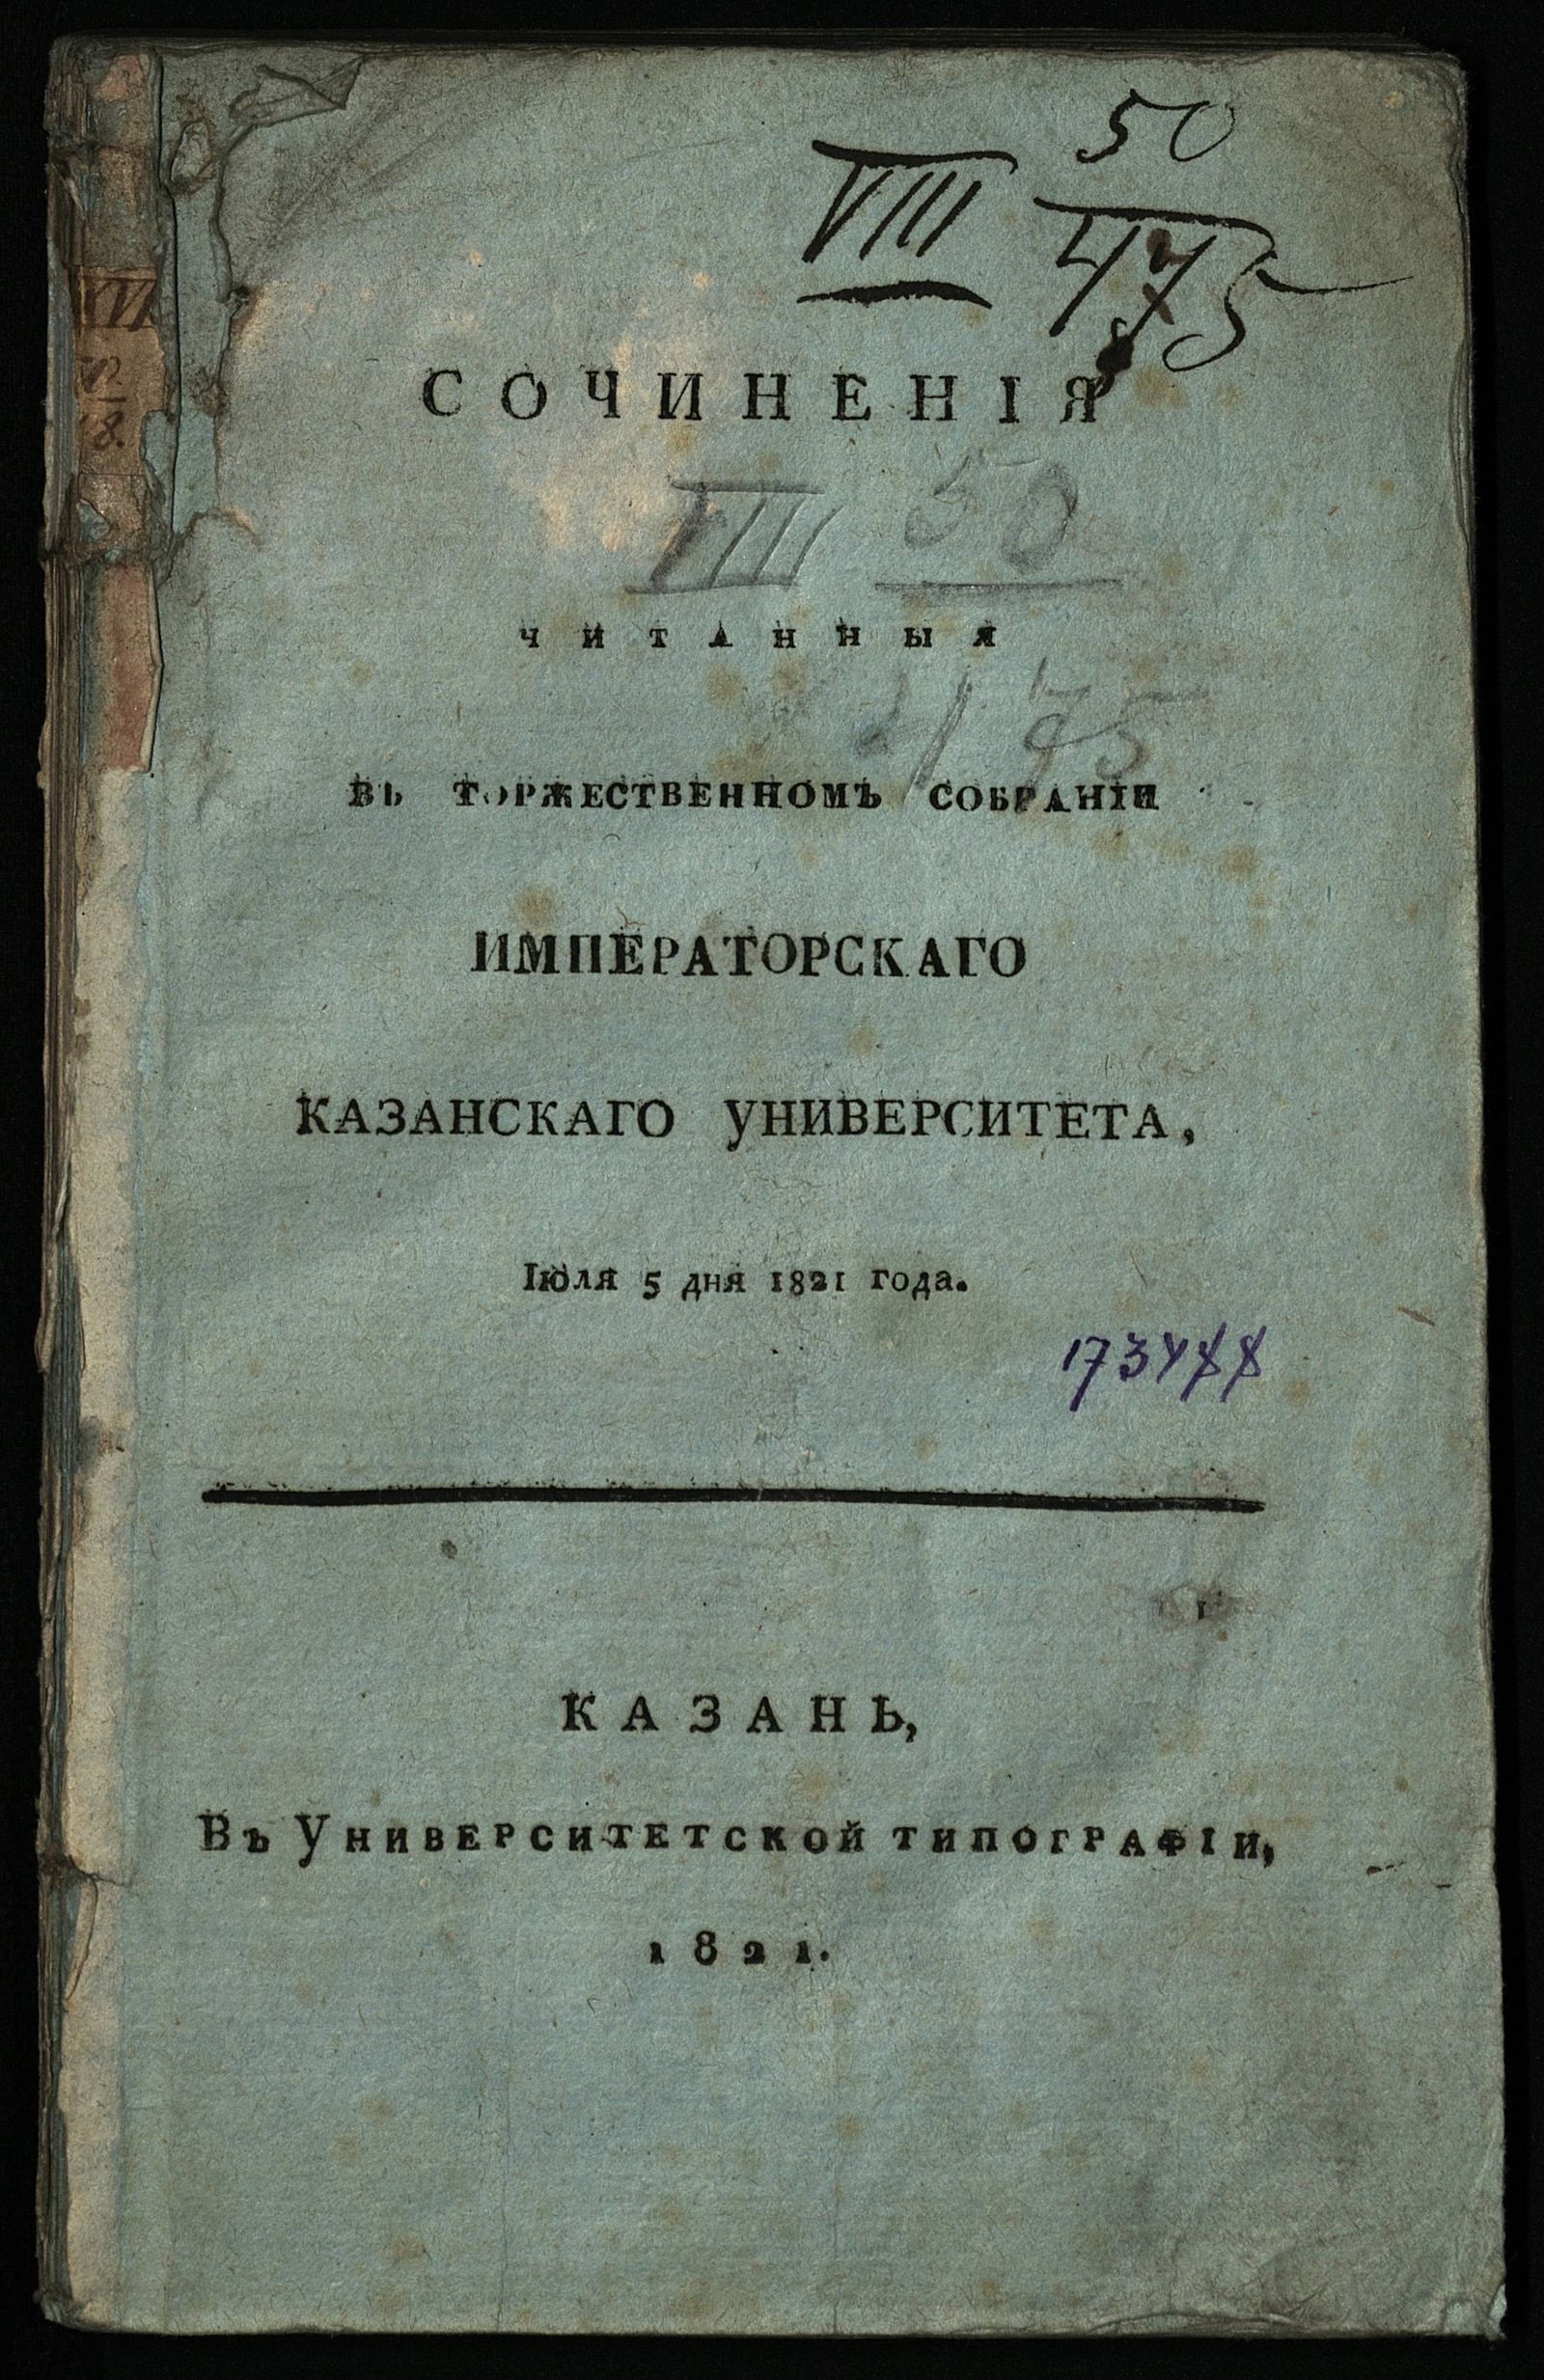 50
VIII 475
СОЧИНЕНІЯ
VIII 50
читанныя
475
въ торжественномъ собраніи
ИМПЕРАТОРСКАГО
КАЗАНСКАГО УНИВЕРСИТЕТА,
Іюля 5 дня 1821 года.
КАЗАНЬ,
Въ Университетской типографіи,
1821.